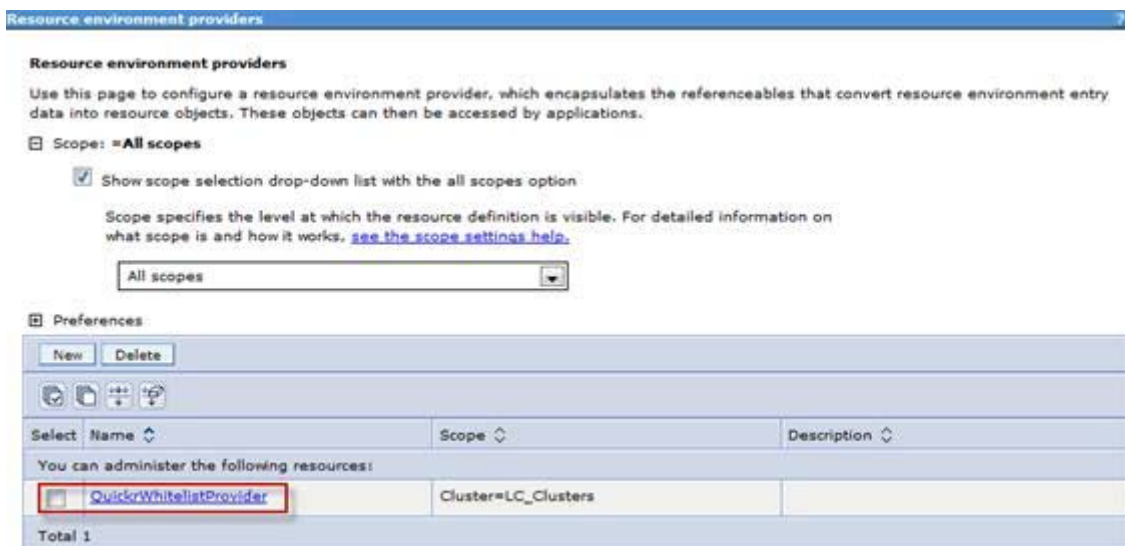 Resource environment providers ?
Resource environment providers
Use this page to configure a resource environment provider, which encapsulates the referenceables that convert resource environment entry
data into resource objects. These objects can then be accessed by applications.
Scope: =All scopes
Show scope selection drop-down list with the all scopes option
Scope specifies the level at which the resource definition is visible. For detailed information on
what scope is and how it works, see the scope settings help.
All scopes
Preferences
New Delete
Select Name Scope Description
You can administer the following resources:
QuickrWhitelistProvider Cluster=LC_Clusters
Total 1